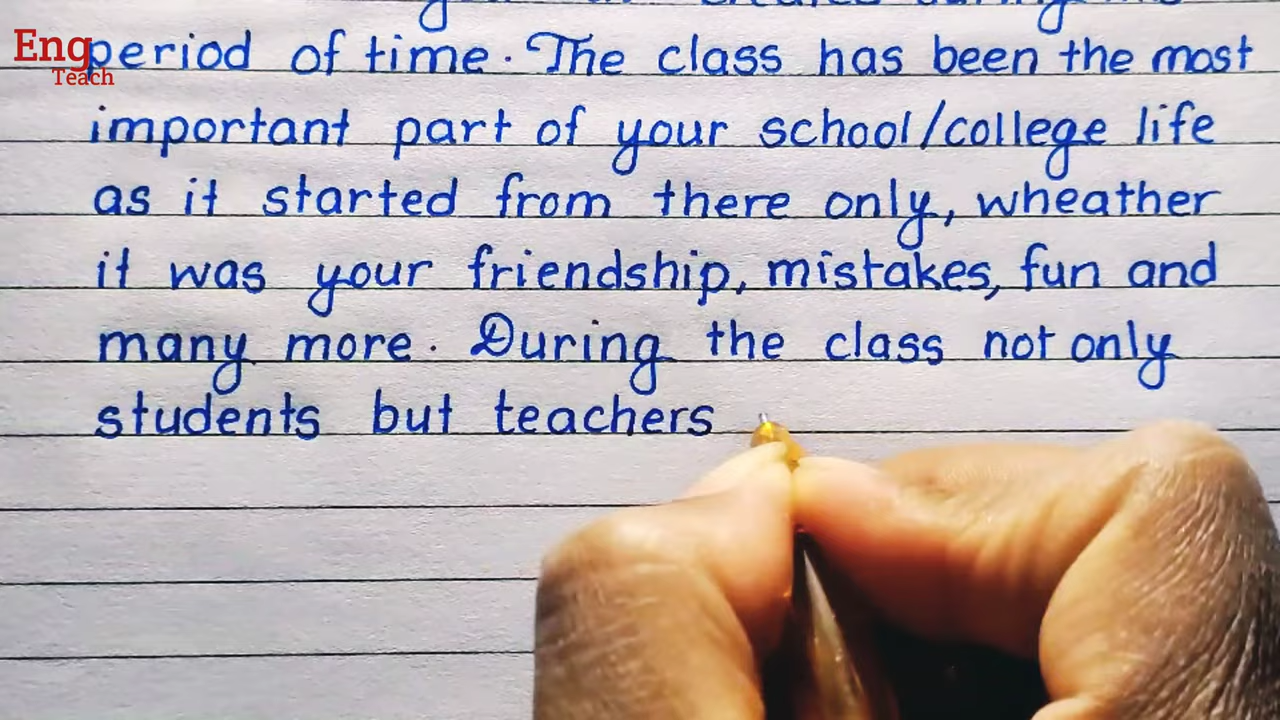 Eng
Teach
period of time. The class has been the most
important part of your school/college life
as it started from there only, wheather
it was your friendship, mistakes, fun and
many more. During the class not only
students but teachers